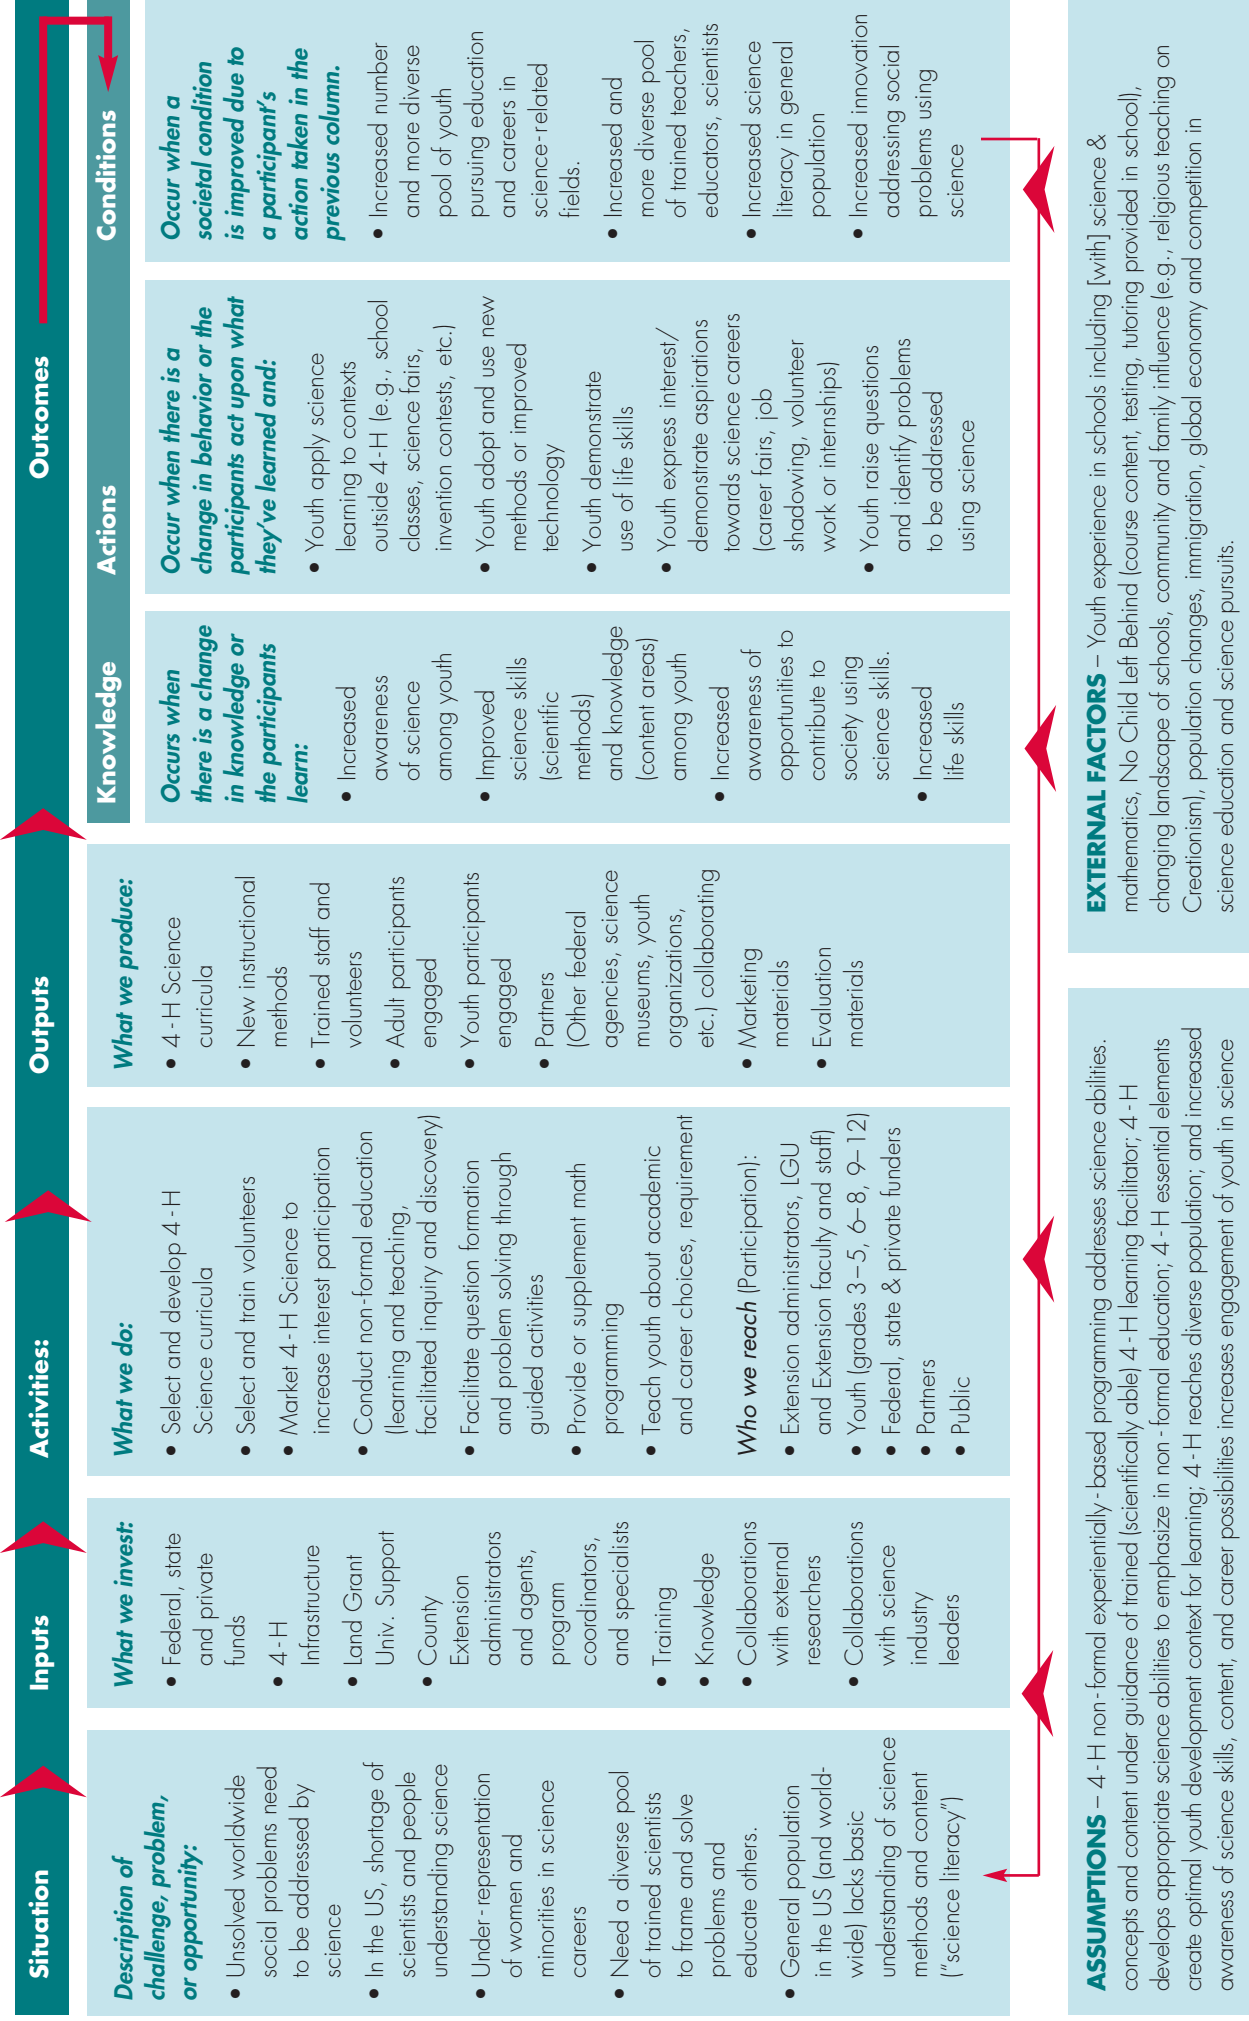 Situation
Inputs
Activities:
Outputs
Outcomes
Knowledge
Actions
Conditions
Description of
challenge, problem,
or opportunity:
• Unsolved worldwide
social problems need
to be addressed by
science
• In the US, shortage of
scientists and people
understanding science
• Under-representation
of women and
minorities in science
careers
• Need a diverse pool
of trained scientists
to frame and solve
problems and
educate others.
• General population
in the US (and world-
wide) lacks basic
understanding of science
methods and content
(“science literacy”)
What we invest:
• Federal, state
and private
funds
• 4-H
Infrastructure
• Land Grant
Univ. Support
• County
Extension
administrators
and agents,
program
coordinators,
and specialists
• Training
• Knowledge
• Collaborations
with external
researchers
• Collaborations
with science
industry
leaders
What we do:
• Select and develop 4-H
Science curricula
• Select and train volunteers
• Market 4-H Science to
increase interest participation
• Conduct non-formal education
(learning and teaching,
facilitated inquiry and discovery)
• Facilitate question formation
and problem solving through
guided activities
• Provide or supplement math
programming
• Teach youth about academic
and career choices, requirement
Who we reach (Participation):
• Extension administrators, LGU
and Extension faculty and staff)
• Youth (grades 3–5, 6–8, 9–12)
• Federal, state & private funders
• Partners
• Public
What we produce:
• 4-H Science
curricula
• New instructional
methods
• Trained staff and
volunteers
• Adult participants
engaged
• Youth participants
engaged
• Partners
(Other federal
agencies, science
museums, youth
organizations,
etc.) collaborating
• Marketing
materials
• Evaluation
materials
Occurs when
there is a change
in knowledge or
the participants
learn:
• Increased
awareness
of science
among youth
• Improved
science skills
(scientific
methods)
and knowledge
(content areas)
among youth
• Increased
awareness of
opportunities to
contribute to
society using
science skills.
• Increased
life skills
Occur when there is a
change in behavior or the
participants act upon what
they’ve learned and:
• Youth apply science
learning to contexts
outside 4-H (e.g., school
classes, science fairs,
invention contests, etc.)
• Youth adopt and use new
methods or improved
technology
• Youth demonstrate
use of life skills
• Youth express interest/
demonstrate aspirations
towards science careers
(career fairs, job
shadowing, volunteer
work or internships)
• Youth raise questions
and identify problems
to be addressed
using science
Occur when a
societal condition
is improved due to
a participant’s
action taken in the
previous column.
• Increased number
and more diverse
pool of youth
pursuing education
and careers in
science-related
fields.
• Increased and
more diverse pool
of trained teachers,
educators, scientists
• Increased science
literacy in general
population
• Increased innovation
addressing social
problems using
science
ASSUMPTIONS – 4-H non-formal experientially-based programming addresses science abilities.
concepts and content under guidance of trained (scientifically able) 4-H learning facilitator; 4-H
develops appropriate science abilities to emphasize in non-formal education; 4-H essential elements
create optimal youth development context for learning; 4-H reaches diverse population; and increased
awareness of science skills, content, and career possibilities increases engagement of youth in science
EXTERNAL FACTORS – Youth experience in schools including [with] science &
mathematics, No Child Left Behind (course content, testing, tutoring provided in school),
changing landscape of schools, community and family influence (e.g., religious teaching on
Creationism), population changes, immigration, global economy and competition in
science education and science pursuits.